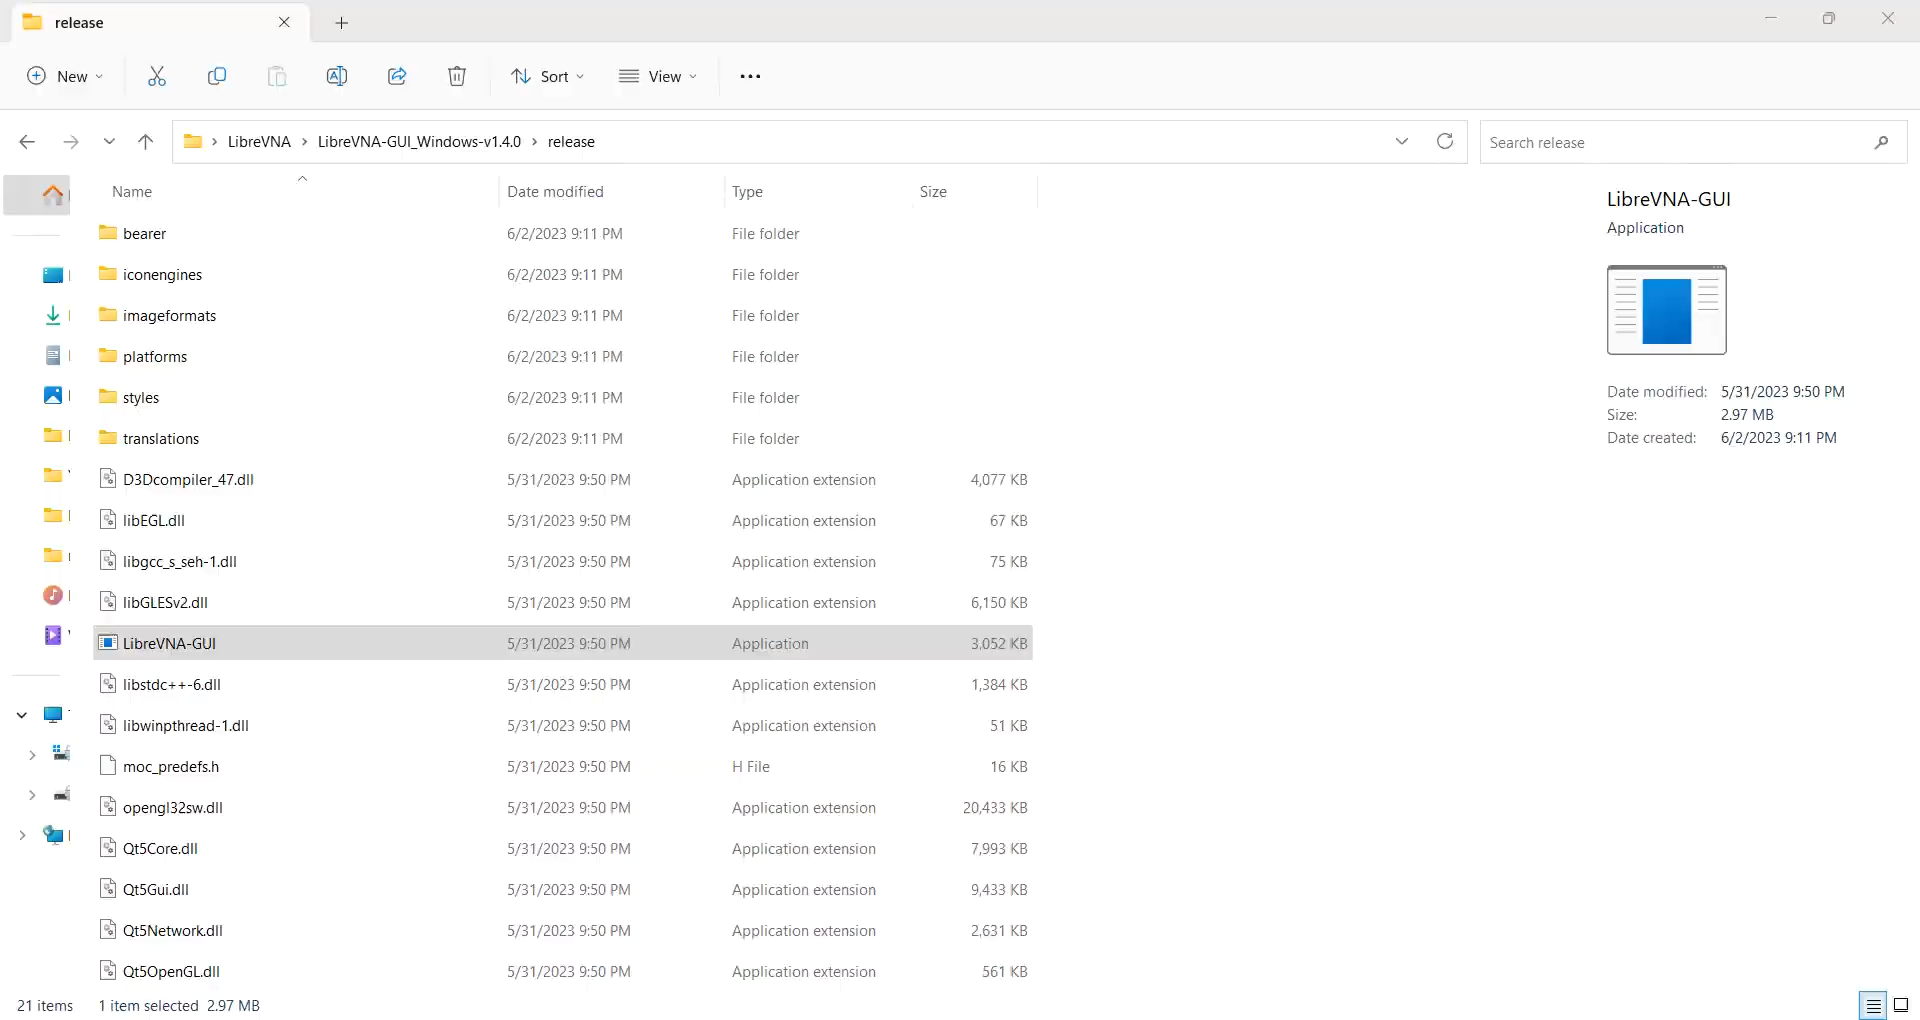 release
New
Sort
View
LibreVNA > LibreVNA-GUI_Windows-v1.4.0 > release
Search release
Name Date modified Type Size
bearer 6/2/2023 9:11 PM File folder
iconengines 6/2/2023 9:11 PM File folder
imageformats 6/2/2023 9:11 PM File folder
platforms 6/2/2023 9:11 PM File folder
styles 6/2/2023 9:11 PM File folder
translations 6/2/2023 9:11 PM File folder
D3Dcompiler_47.dll 5/31/2023 9:50 PM Application extension 4,077 KB
libEGL.dll 5/31/2023 9:50 PM Application extension 67 KB
libgcc_s_seh-1.dll 5/31/2023 9:50 PM Application extension 75 KB
libGLESv2.dll 5/31/2023 9:50 PM Application extension 6,150 KB
LibreVNA-GUI 5/31/2023 9:50 PM Application 3,052 KB
libstdc++-6.dll 5/31/2023 9:50 PM Application extension 1,384 KB
libwinpthread-1.dll 5/31/2023 9:50 PM Application extension 51 KB
moc_predefs.h 5/31/2023 9:50 PM H File 16 KB
opengl32sw.dll 5/31/2023 9:50 PM Application extension 20,433 KB
Qt5Core.dll 5/31/2023 9:50 PM Application extension 7,993 KB
Qt5Gui.dll 5/31/2023 9:50 PM Application extension 9,433 KB
Qt5Network.dll 5/31/2023 9:50 PM Application extension 2,631 KB
Qt5OpenGL.dll 5/31/2023 9:50 PM Application extension 561 KB
LibreVNA-GUI
Application
Date modified: 5/31/2023 9:50 PM
Size: 2.97 MB
Date created: 6/2/2023 9:11 PM
21 items 1 item selected 2.97 MB